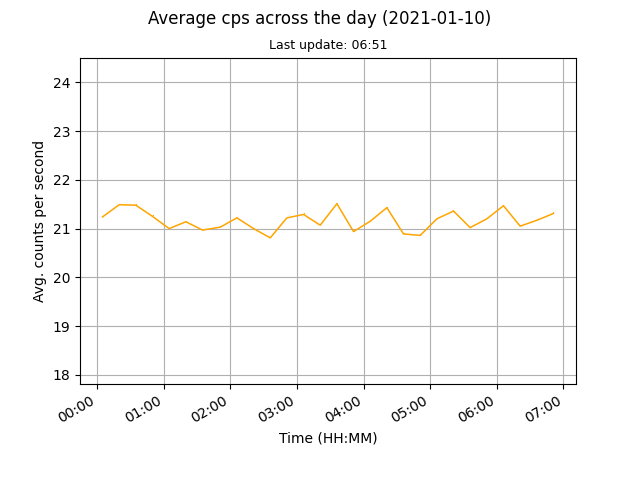 Average cps across the day (2021-01-10)
Last update: 06:51
24
23
22
21
20
19
18
Avg. counts per second
00:00 01:00 02:00 03:00 04:00 05:00 06:00 07:00
Time (HH:MM)